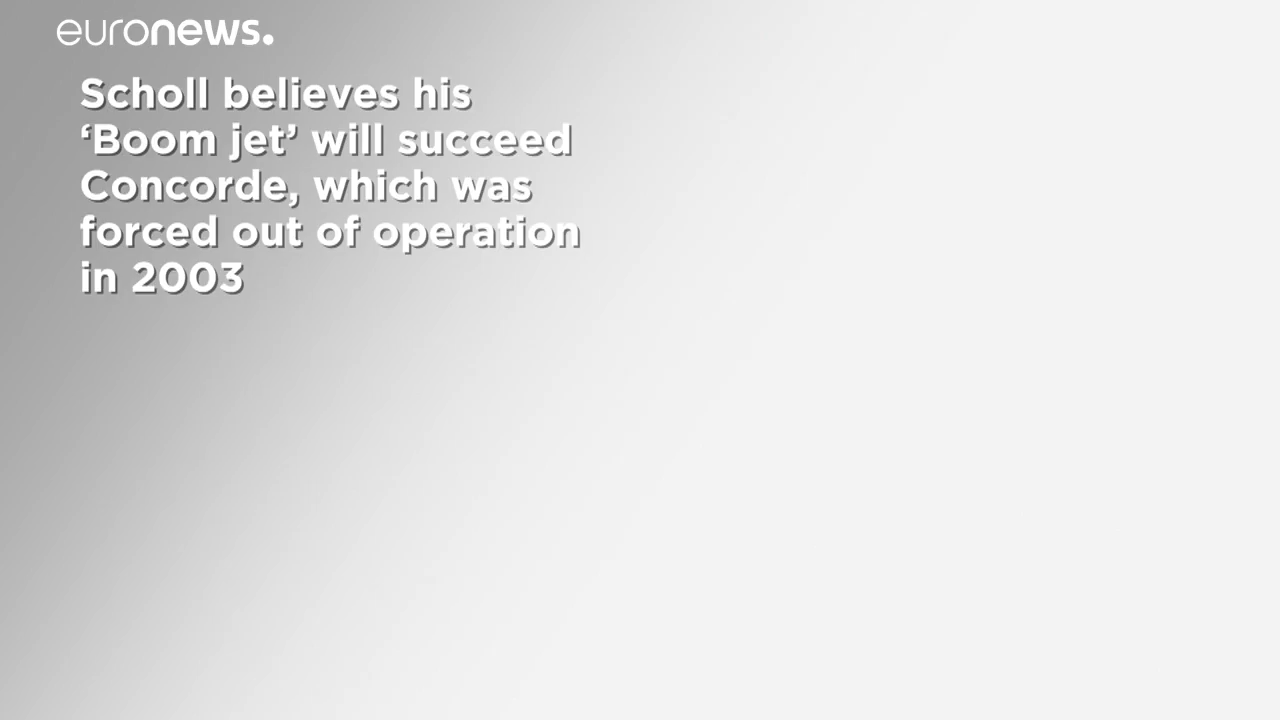 euronews.
Scholl believes his
‘Boom jet’ will succeed
Concorde, which was
forced out of operation
in 2003